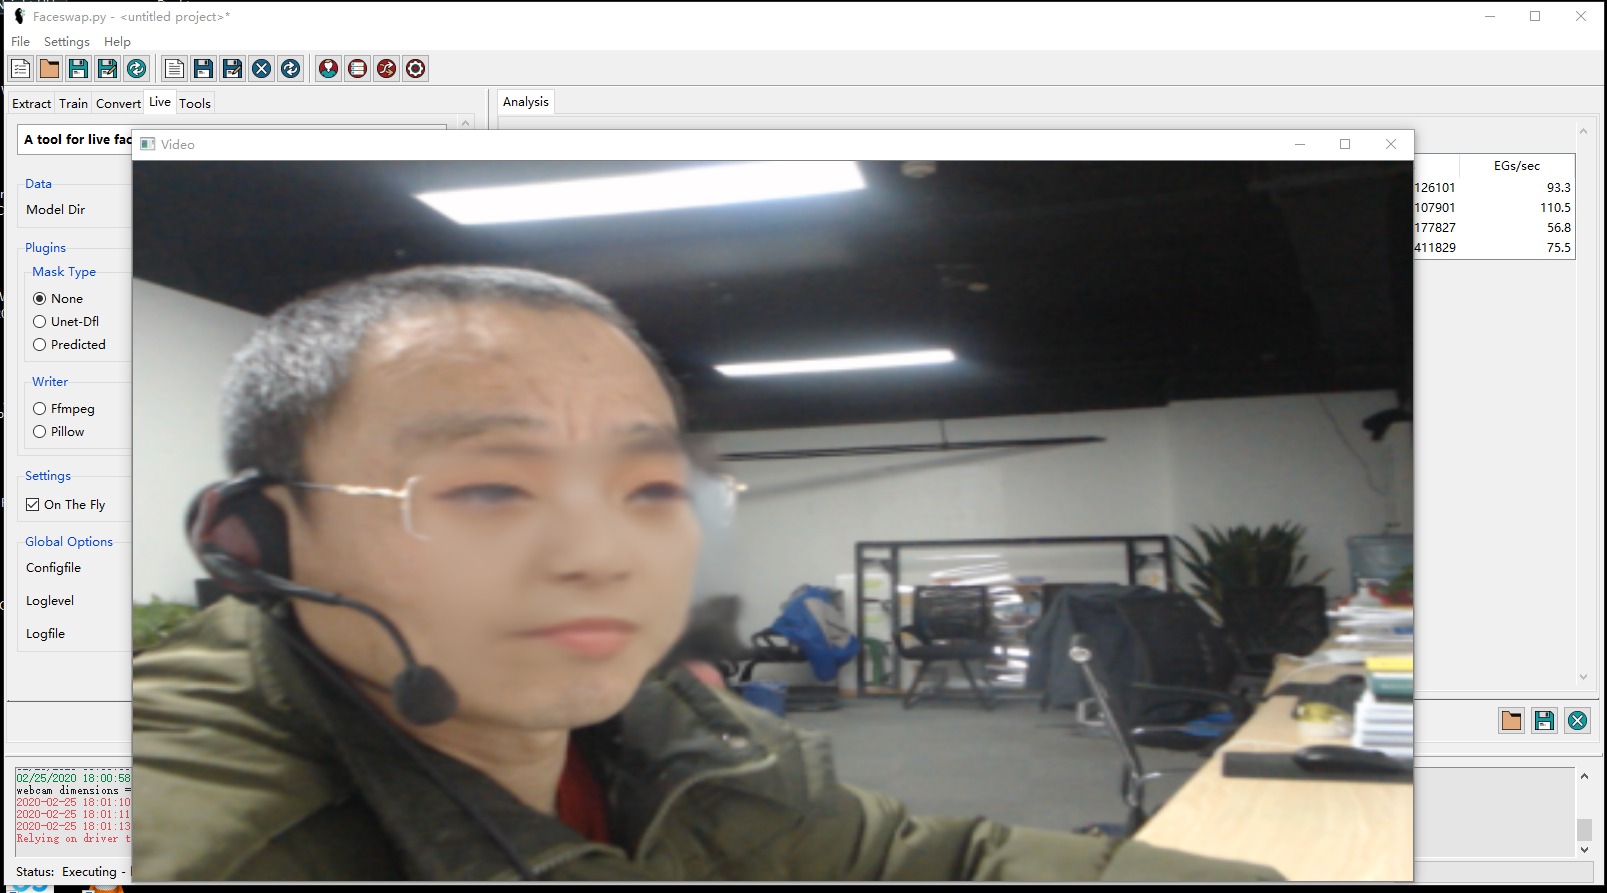 Faceswap.py - <untitled project>*
File Settings Help
Extract Train Convert Live Tools
Analysis
A tool for live
Video
Data
Model Dir
Plugins
Mask Type
None
Unet-Dfl
Predicted
Writer
Ffmpeg
Pillow
Settings
On The Fly
Global Options
Configfile
Loglevel
Logfile
EGs/sec
126101 93.3
107901 110.5
177827 56.8
411829 75.5
02/25/2020 18:00:58
webcam dimensions =
2020-02-25 18:01:10
2020-02-25 18:01:11
2020-02-25 18:01:13
Relying on driver
Status: Executing -